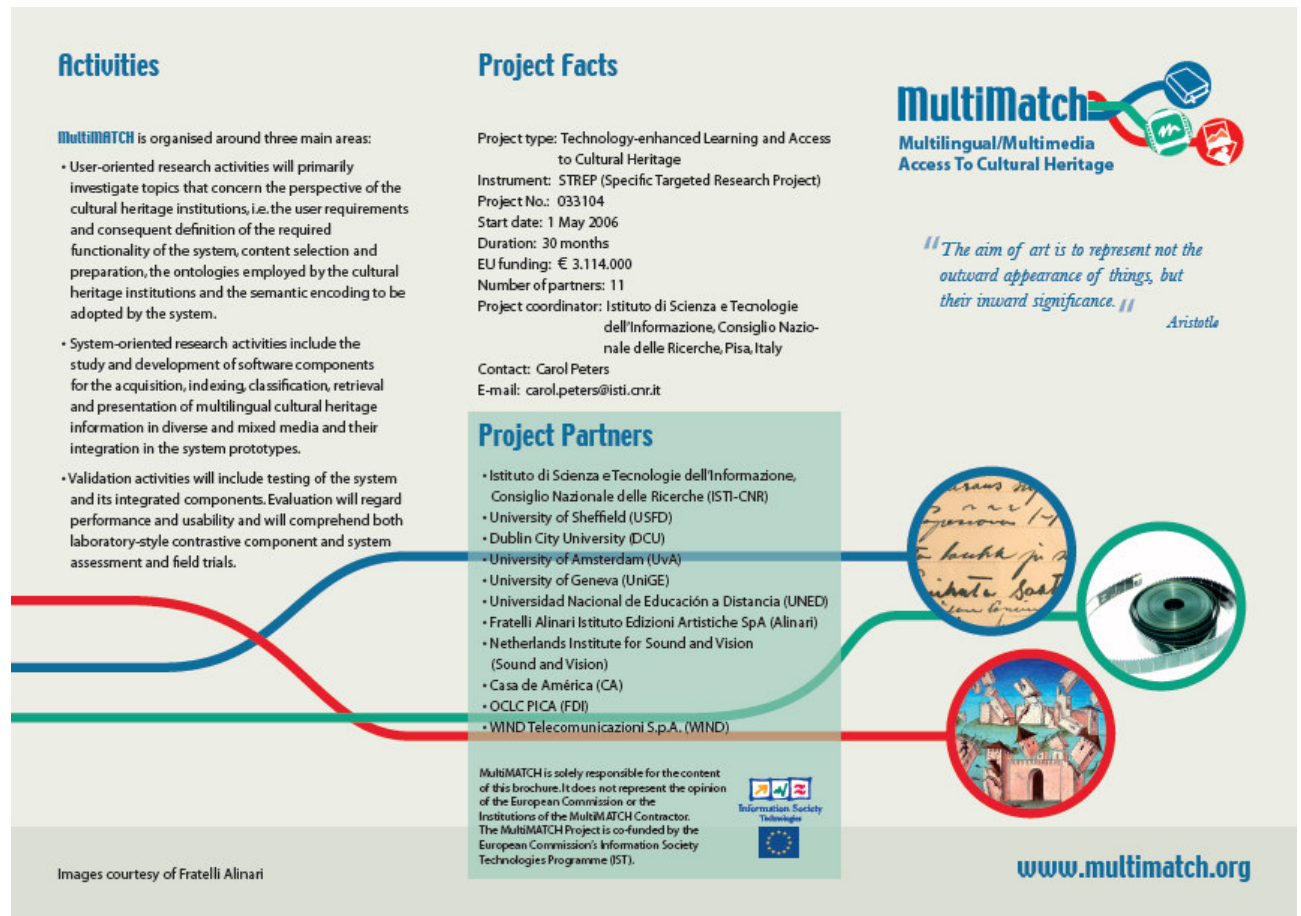 Activities
MultiMATCH is organised around three main areas:
• User-oriented research activities will primarily
investigate topics that concern the perspective of the
cultural heritage institutions, i.e. the user requirements
and consequent definition of the required
functionality of the system, content selection and
preparation, the ontologies employed by the cultural
heritage institutions and the semantic encoding to be
adopted by the system.
• System-oriented research activities include the
study and development of software components
for the acquisition, indexing, classification, retrieval
and presentation of multilingual cultural heritage
information in diverse and mixed media and their
integration in the system prototypes.
• Validation activities will include testing of the system
and its integrated components. Evaluation will regard
performance and usability and will comprehend both
laboratory-style contrastive component and system
assessment and field trials.
Images courtesy of Fratelli Alinari
Project Facts
Project type: Technology-enhanced Learning and Access
to Cultural Heritage
Instrument: STREP (Specific Targeted Research Project)
Project No.: 033104
Start date: 1 May 2006
Duration: 30 months
EU funding: € 3.114.000
Number of partners: 11
Project coordinator: Istituto di Scienza e Tecnologie
dell'Informazione, Consiglio Nazio-
nale delle Ricerche, Pisa, Italy
Contact: Carol Peters
E-mail: carol.peters@isti.cnr.it
Project Partners
• Istituto di Scienza e Tecnologie dell'Informazione,
Consiglio Nazionale delle Ricerche (ISTI-CNR)
• University of Sheffield (USFD)
• Dublin City University (DCU)
• University of Amsterdam (UvA)
• University of Geneva (UniGE)
• Universidad Nacional de Educación a Distancia (UNED)
• Fratelli Alinari Istituto Edizioni Artistiche SpA (Alinari)
• Netherlands Institute for Sound and Vision
(Sound and Vision)
• Casa de América (CA)
• OCLC PICA (FDI)
• WIND Telecomunicazioni S.p.A. (WIND)
MultiMATCH is solely responsible for the content
of this brochure. It does not represent the opinion
of the European Commission or the
Institutions of the MultiMATCH Contractor.
The MultiMATCH Project is co-funded by the
European Commission's Information Society
Technologies Programme (IST).
Information Society
Technologies
MultiMatch
Multilingual/Multimedia
Access To Cultural Heritage
"The aim of art is to represent not the
outward appearance of things, but
their inward significance."
Aristotle
www.multimatch.org